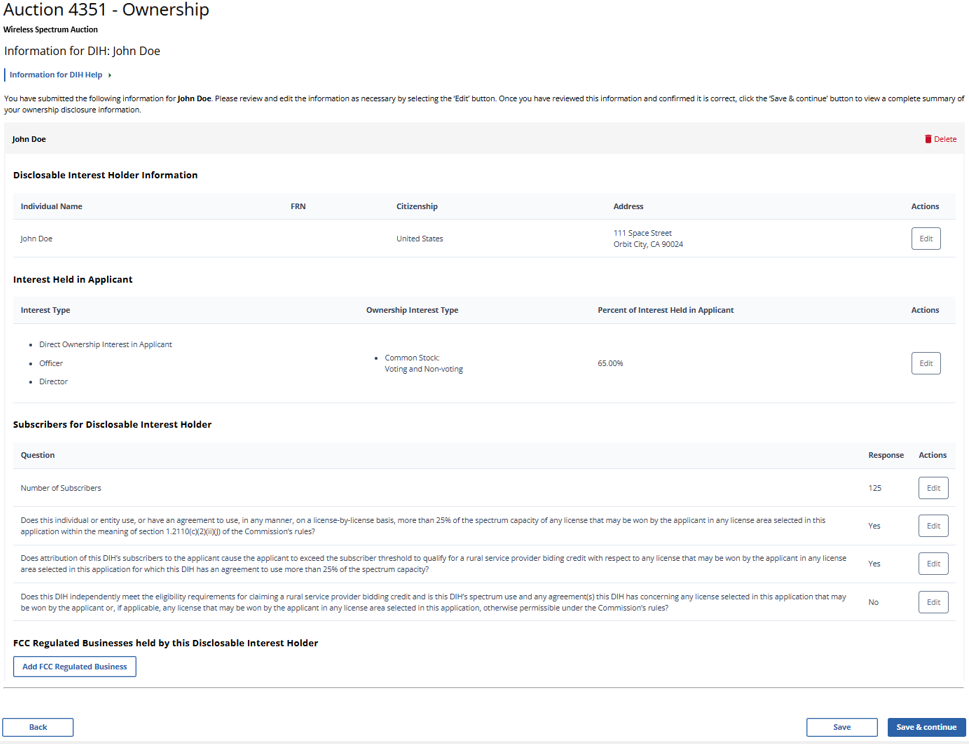 Auction 4351 - Ownership
Wireless Spectrum Auction
Information for DIH: John Doe
Information for DIH Help ›
You have submitted the following information for John Doe. Please review and edit the information as necessary by selecting the 'Edit' button. Once you have reviewed this information and confirmed it is correct, click the 'Save & continue' button to view a complete summary of
your ownership disclosure information.
John Doe Delete
Disclosable Interest Holder Information
Individual Name FRN Citizenship Address Actions
John Doe United States 111 Space Street
Orbit City, CA 90024 Edit
Interest Held in Applicant
Interest Type Ownership Interest Type Percent of Interest Held in Applicant Actions
• Direct Ownership Interest in Applicant
• Officer
• Director
• Common Stock:
Voting and Non-voting
65.00% Edit
Subscribers for Disclosable Interest Holder
Question Response Actions
Number of Subscribers 125 Edit
Does this individual or entity use, or have an agreement to use, in any manner, on a license-by-license basis, more than 25% of the spectrum capacity of any license that may be won by the applicant in any license area selected in this
application within the meaning of section 1.2110(c)(2)(ii)(J) of the Commission's rules? Yes Edit
Does attribution of this DIH's subscribers to the applicant cause the applicant to exceed the subscriber threshold to qualify for a rural service provider biding credit with respect to any license that may be won by the applicant in any license
area selected in this application for which this DIH has an agreement to use more than 25% of the spectrum capacity? Yes Edit
Does this DIH independently meet the eligibility requirements for claiming a rural service provider bidding credit and is this DIH's spectrum use and any agreement(s) this DIH has concerning any license selected in this application that may
be won by the applicant or, if applicable, any license that may be won by the applicant in any license area selected in this application, otherwise permissible under the Commission's rules? No Edit
FCC Regulated Businesses held by this Disclosable Interest Holder
Add FCC Regulated Business
Back Save Save & continue